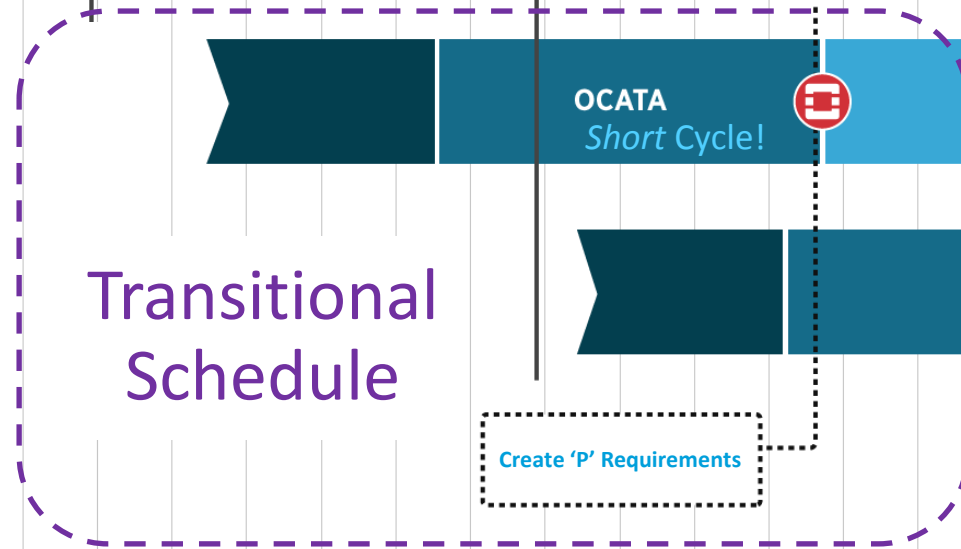 OCATA
Short Cycle!
Transitional
Schedule
Create ‘P’ Requirements